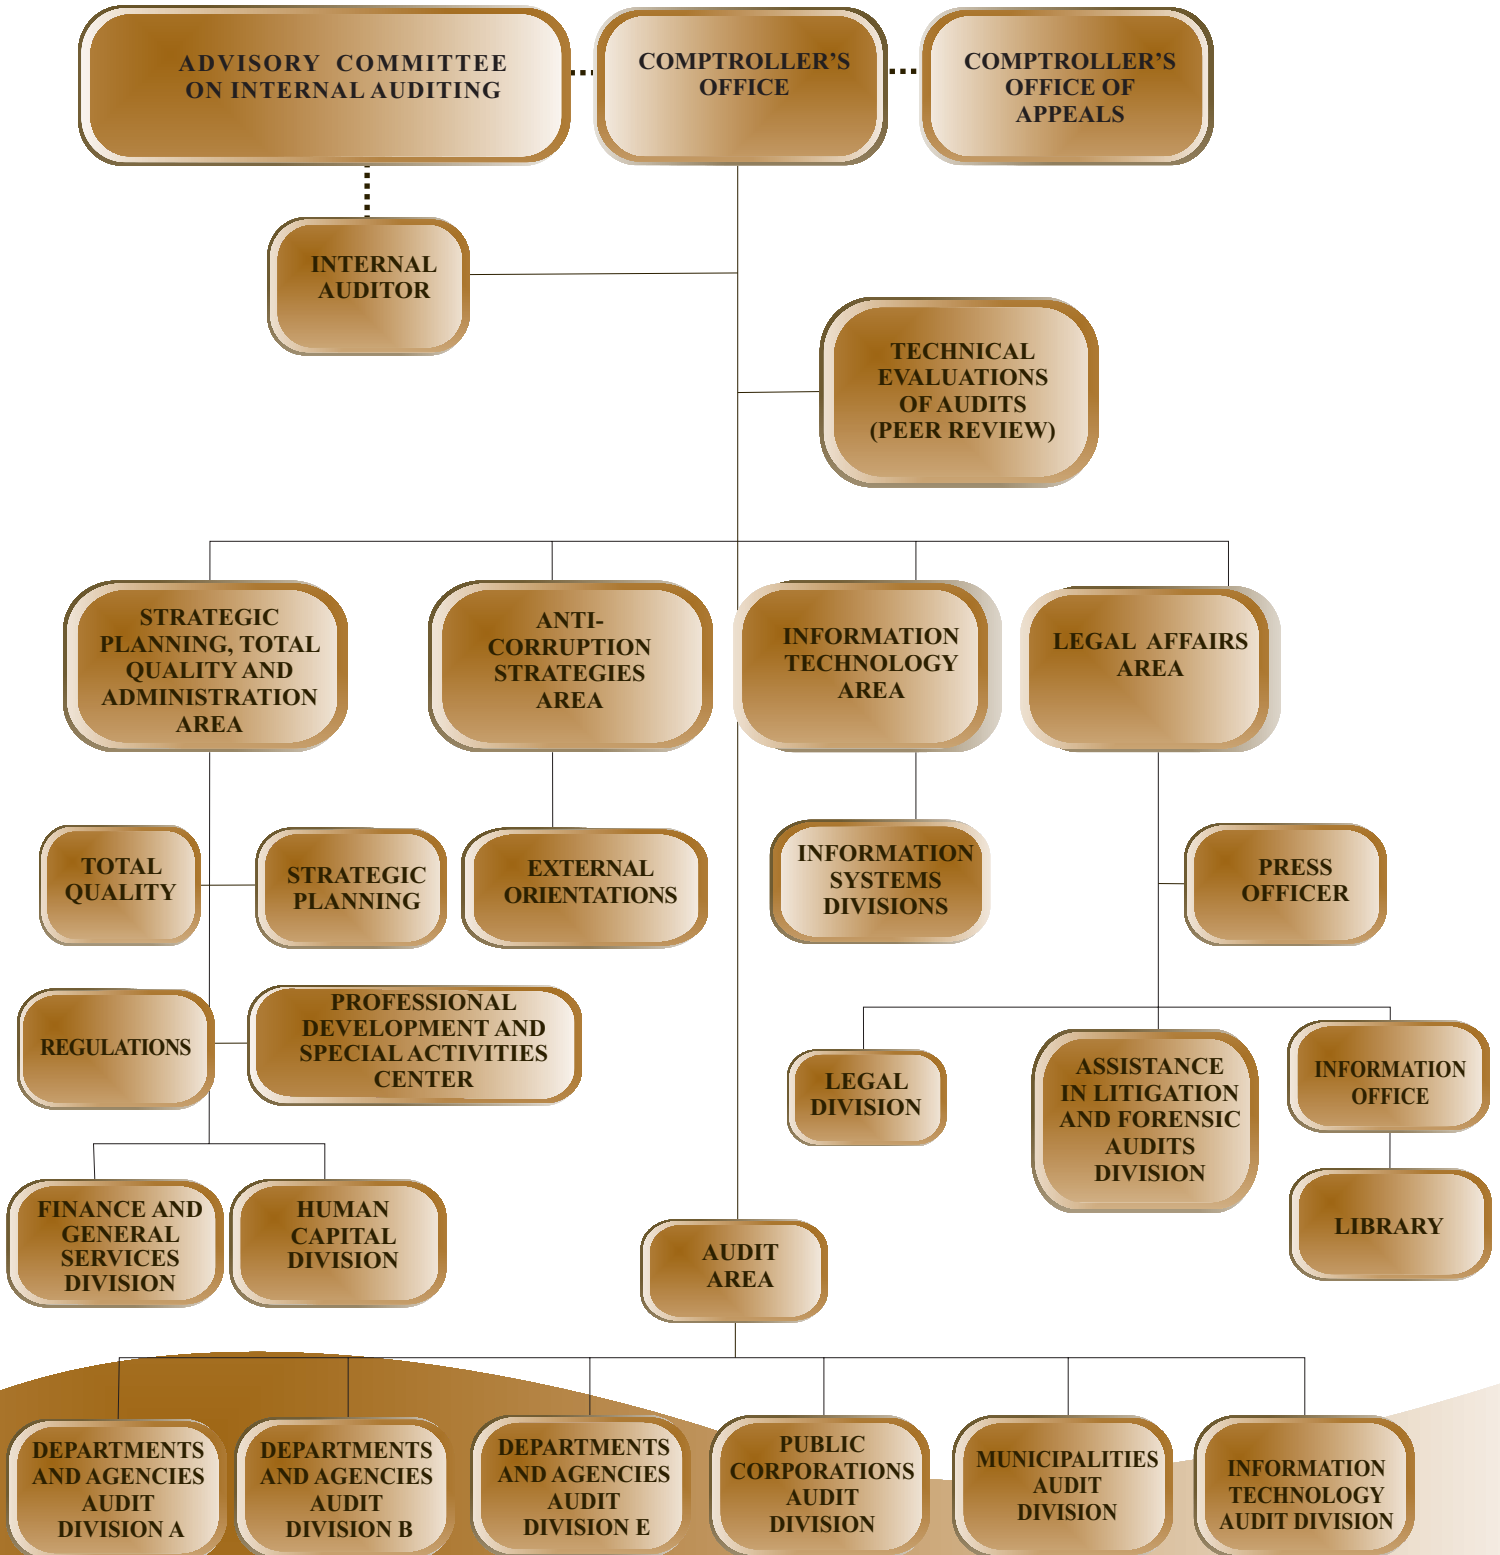 ADVISORY COMMITTEE
ON INTERNAL AUDITING
COMPTROLLER'S
OFFICE
COMPTROLLER'S
OFFICE OF
APPEALS
INTERNAL
AUDITOR
TECHNICAL
EVALUATIONS
OF AUDITS
(PEER REVIEW)
STRATEGIC
PLANNING, TOTAL
QUALITY AND
ADMINISTRATION
AREA
ANTI-
CORRUPTION
STRATEGIES
AREA
INFORMATION
TECHNOLOGY
AREA
LEGAL AFFAIRS
AREA
TOTAL
QUALITY
STRATEGIC
PLANNING
EXTERNAL
ORIENTATIONS
INFORMATION
SYSTEMS
DIVISIONS
PRESS
OFFICER
REGULATIONS
PROFESSIONAL
DEVELOPMENT AND
SPECIAL ACTIVITIES
CENTER
LEGAL
DIVISION
ASSISTANCE
IN LITIGATION
AND FORENSIC
AUDITS
DIVISION
INFORMATION
OFFICE
FINANCE AND
GENERAL
SERVICES
DIVISION
HUMAN
CAPITAL
DIVISION
LIBRARY
AUDIT
AREA
DEPARTMENTS
AND AGENCIES
AUDIT
DIVISION A
DEPARTMENTS
AND AGENCIES
AUDIT
DIVISION B
DEPARTMENTS
AND AGENCIES
AUDIT
DIVISION E
PUBLIC
CORPORATIONS
AUDIT
DIVISION
MUNICIPALITIES
AUDIT
DIVISION
INFORMATION
TECHNOLOGY
AUDIT DIVISION